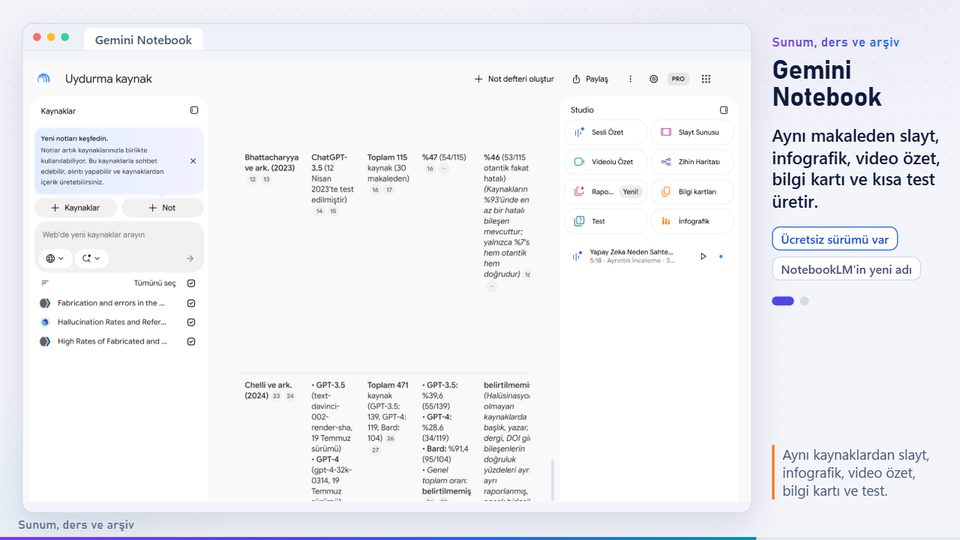 Gemini Notebook
Uydurma kaynak
Not defteri oluştur
Paylaş
PRO
Kaynaklar
Yeni notları keşfedin.
Notlar artık kaynaklarınızla birlikte
kullanılabiliyor. Bu kaynaklarla sohbet
edebilir, alıntı yapabilir ve kaynaklardan
içerik üretebilirsiniz.
+ Kaynaklar
+ Not
Web'de yeni kaynaklar arayın
Tümünü seç
Fabrication and errors in the ...
Hallucination Rates and Refer...
High Rates of Fabricated and ...
Bhattacharyya
ve ark. (2023)
12 13
ChatGPT-
3.5 (12
Nisan
2023'te test
edilmiştir)
14 15
Toplam 115
kaynak (30
makaleden)
16 17
%47 (54/115)
16 ...
%46 (53/115
otantik fakat
hatalı)
(Kaynakların
%93'ünde en
az bir hatalı
bileşen
mevcuttur;
yalnızca %7's
hem otantik
hem
doğrudur) 16
...
Chelli ve ark.
(2024) 23 24
• GPT-3.5
(text-
davinci-
002-
render-sha,
19 Temmuz
sürümü)
• GPT-4
(gpt-4-32k-
0314, 19
Temmuz
Toplam 471
kaynak
(GPT-3.5:
139, GPT-4:
119, Bard:
104) 26
27
• GPT-3.5:
%39,6
(55/139)
• GPT-4:
%28,6
(34/119)
• Bard: %91,4
(95/104)
• Genel
toplam oran:
belirtilmemiş
belirtilmemiş
(Halüsinasyo
olmayan
kaynaklarda
başlık, yazar,
dergi, DOI gi
bileşenlerin
doğruluk
yüzdeleri ayr
ayrı
raporlanmış,
Studio
Sesli Özet
Slayt Sunusu
Videolu Özet
Zihin Haritası
Rapo... Yeni!
Bilgi kartları
Test
İnfografik
Yapay Zeka Neden Sahte...
5:18 · Ayrıntılı İnceleme · 3...
Sunum, ders ve arşiv
Gemini
Notebook
Aynı makaleden slayt,
infografik, video özet,
bilgi kartı ve kısa test
üretir.
Ücretsiz sürümü var
NotebookLM'in yeni adı
Aynı kaynaklardan slayt,
infografik, video özet,
bilgi kartı ve test.
Sunum, ders ve arşiv